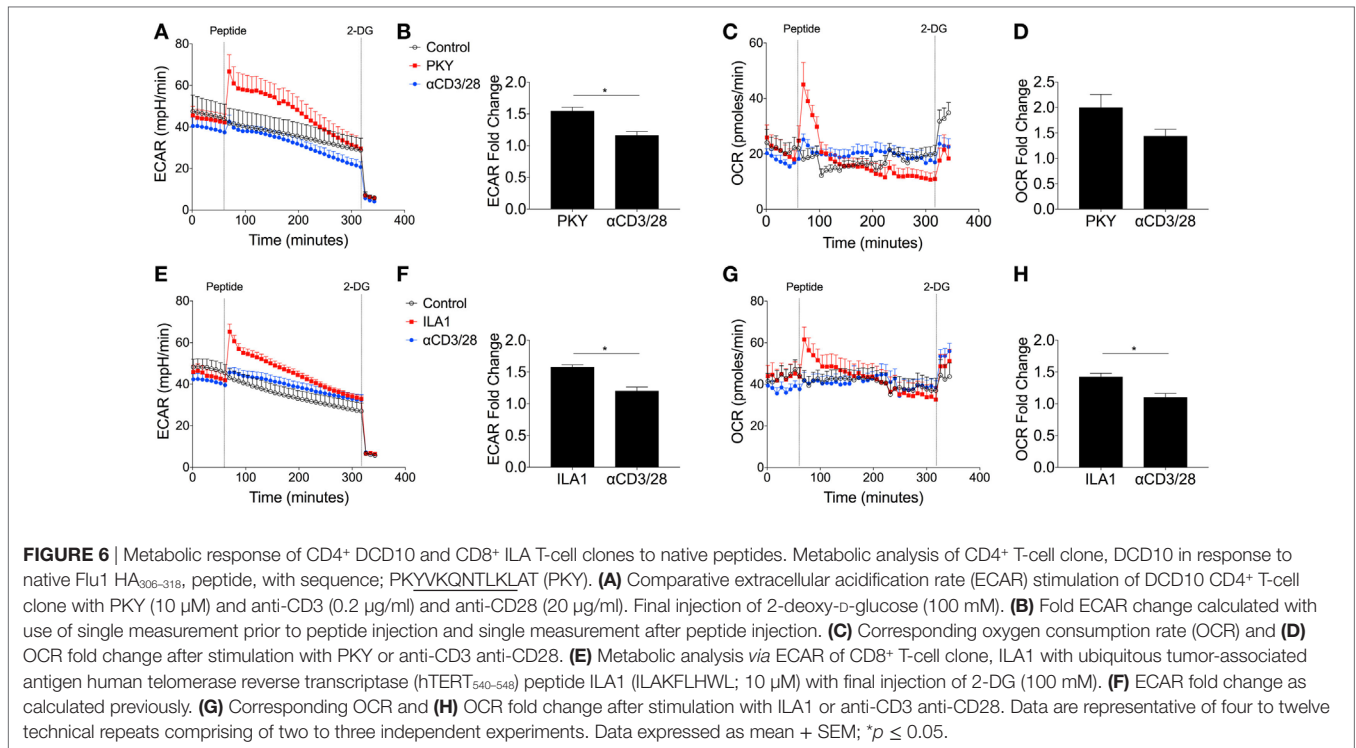 A
Peptide
2-DG
ECAR (mpH/min)
80
60
40
20
0
0 100 200 300 400
Time (minutes)
Control
PKY
αCD3/28
B
ECAR Fold Change
2.0
1.5
1.0
0.5
0.0
*
PKY αCD3/28
C
Peptide
2-DG
OCR (pmoles/min)
60
40
20
0
0 100 200 300 400
Time (minutes)
D
OCR Fold Change
2.5
2.0
1.5
1.0
0.5
0.0
PKY αCD3/28
E
Peptide
2-DG
ECAR (mpH/min)
80
60
40
20
0
0 100 200 300 400
Time (minutes)
Control
ILA1
αCD3/28
F
ECAR Fold Change
2.0
1.5
1.0
0.5
0.0
*
ILA1 αCD3/28
G
Peptide
2-DG
OCR (pmoles/min)
80
60
40
20
0
0 100 200 300 400
Time (minutes)
H
OCR Fold Change
2.0
1.5
1.0
0.5
0.0
*
ILA1 αCD3/28
FIGURE 6 | Metabolic response of CD4+ DCD10 and CD8+ ILA T-cell clones to native peptides. Metabolic analysis of CD4+ T-cell clone, DCD10 in response to
native Flu1 HA306–318, peptide, with sequence; PKYVKQNTLKLAT (PKY). (A) Comparative extracellular acidification rate (ECAR) stimulation of DCD10 CD4+ T-cell
clone with PKY (10 μM) and anti-CD3 (0.2 μg/ml) and anti-CD28 (20 μg/ml). Final injection of 2-deoxy-D-glucose (100 mM). (B) Fold ECAR change calculated with
use of single measurement prior to peptide injection and single measurement after peptide injection. (C) Corresponding oxygen consumption rate (OCR) and (D)
OCR fold change after stimulation with PKY or anti-CD3 anti-CD28. (E) Metabolic analysis via ECAR of CD8+ T-cell clone, ILA1 with ubiquitous tumor-associated
antigen human telomerase reverse transcriptase (hTERT540–548) peptide ILA1 (ILAKFLHWL; 10 μM) with final injection of 2-DG (100 mM). (F) ECAR fold change as
calculated previously. (G) Corresponding OCR and (H) OCR fold change after stimulation with ILA1 or anti-CD3 anti-CD28. Data are representative of four to twelve
technical repeats comprising of two to three independent experiments. Data expressed as mean + SEM; *p ≤ 0.05.